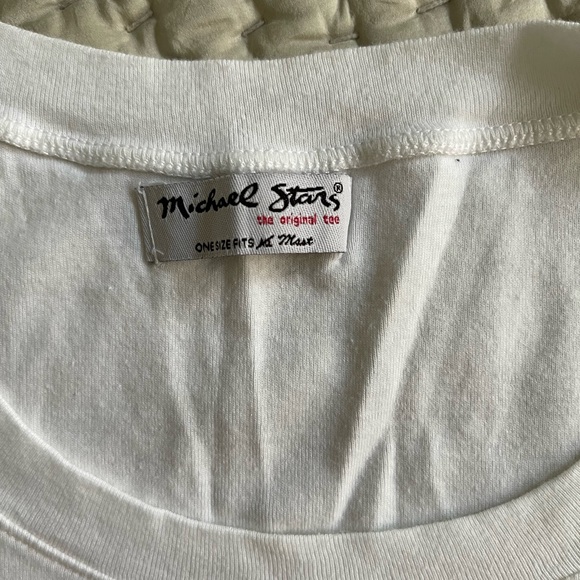 Michael Stars®
the original tee
ONE SIZE FITS Most